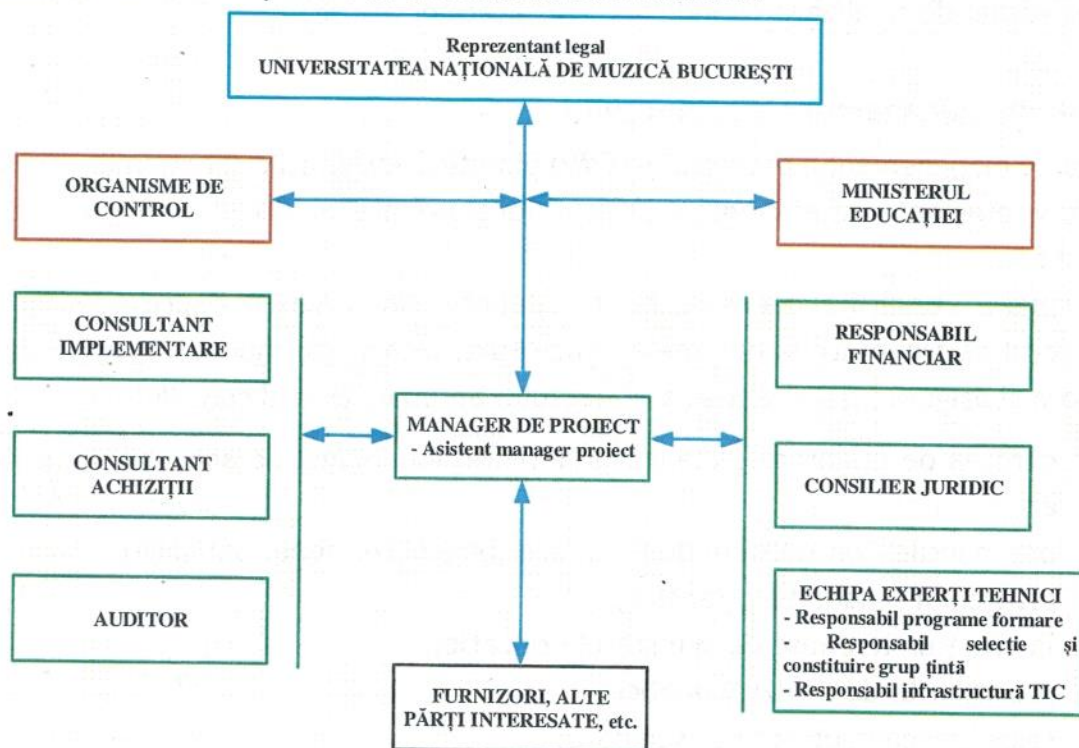 Reprezentant legal
UNIVERSITATEA NAȚIONALĂ DE MUZICĂ BUCUREȘTI
ORGANISME DE
CONTROL
MINISTERUL
EDUCAȚIEI
CONSULTANT
IMPLEMENTARE
RESPONSABIL
FINANCIAR
MANAGER DE PROIECT
- Asistent manager proiect
CONSULTANT
ACHIZIȚII
CONSILIER JURIDIC
AUDITOR
ECHIPA EXPERȚI TEHNICI
- Responsabil programe formare
- Responsabil selecție și
constituire grup țintă
- Responsabil infrastructură TIC
FURNIZORI, ALTE
PĂRȚI INTERESATE, etc.